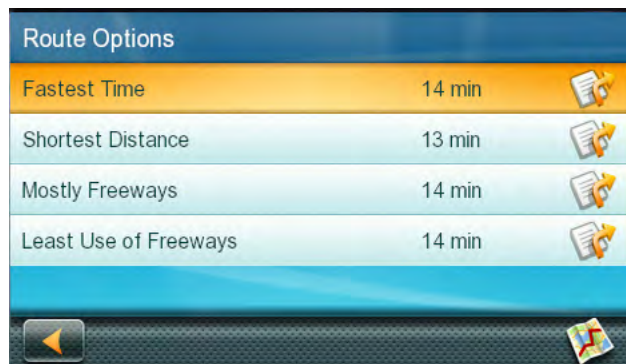 Route Options
Fastest Time 14 min
Shortest Distance 13 min
Mostly Freeways 14 min
Least Use of Freeways 14 min